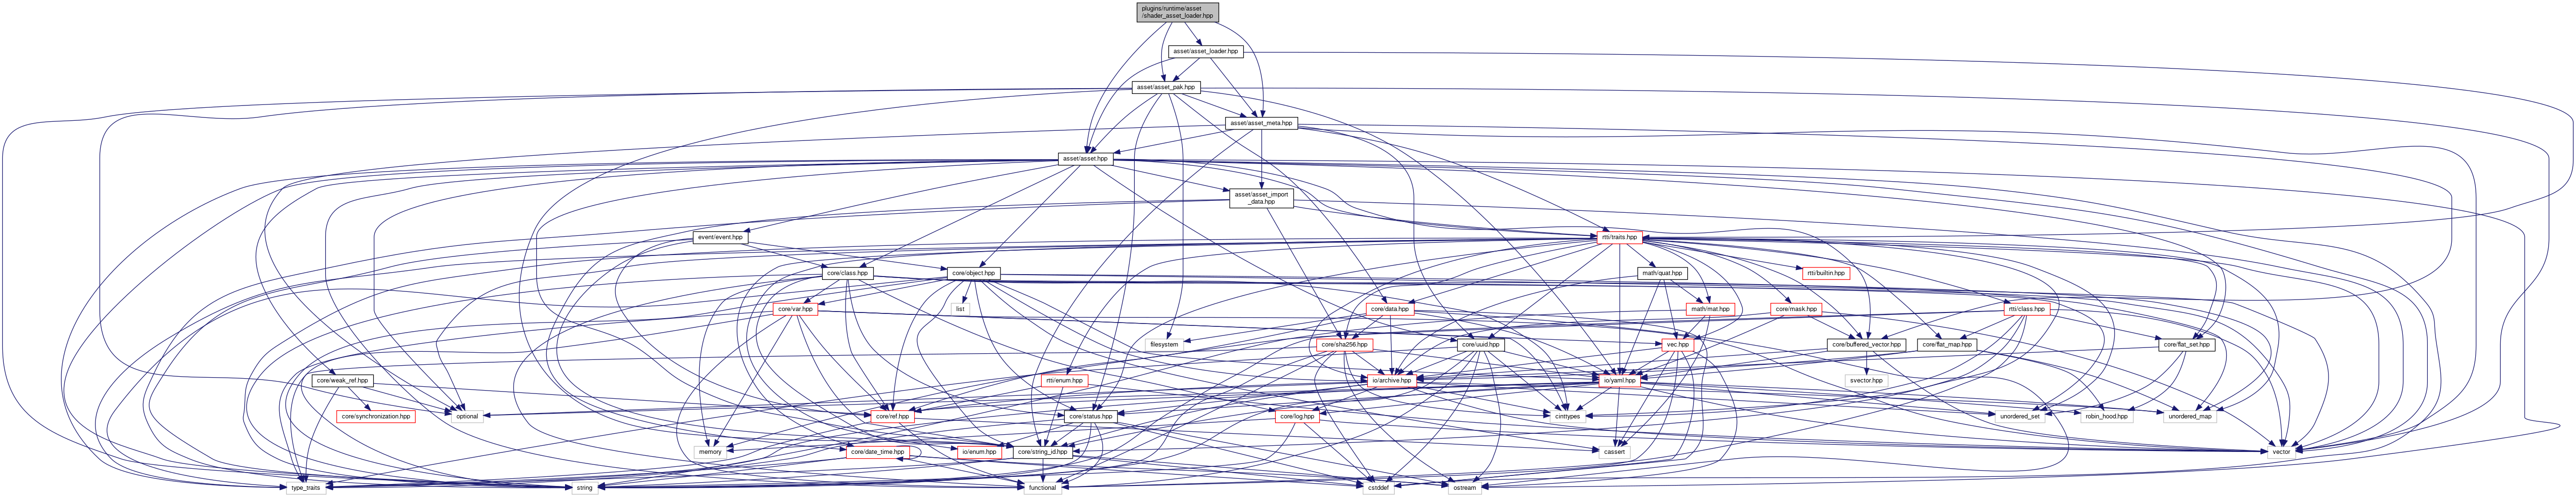 plugins/runtime/asset
/shader_asset_loader.hpp
asset/asset_loader.hpp
asset/asset_pak.hpp
asset/asset_meta.hpp
asset/asset.hpp
asset/asset_import
_data.hpp
event/event.hpp
rtti/traits.hpp
core/class.hpp
core/object.hpp
math/quat.hpp
rtti/builtin.hpp
core/var.hpp
list
core/data.hpp
math/mat.hpp
core/mask.hpp
rtti/class.hpp
filesystem
core/sha256.hpp
core/uuid.hpp
vec.hpp
core/buffered_vector.hpp
core/flat_map.hpp
core/flat_set.hpp
core/weak_ref.hpp
rtti/enum.hpp
io/archive.hpp
io/yaml.hpp
svector.hpp
core/synchronization.hpp
optional
core/ref.hpp
core/status.hpp
core/log.hpp
cinttypes
unordered_set
robin_hood.hpp
unordered_map
memory
core/date_time.hpp
io/enum.hpp
core/string_id.hpp
cassert
vector
type_traits
string
functional
cstddef
ostream